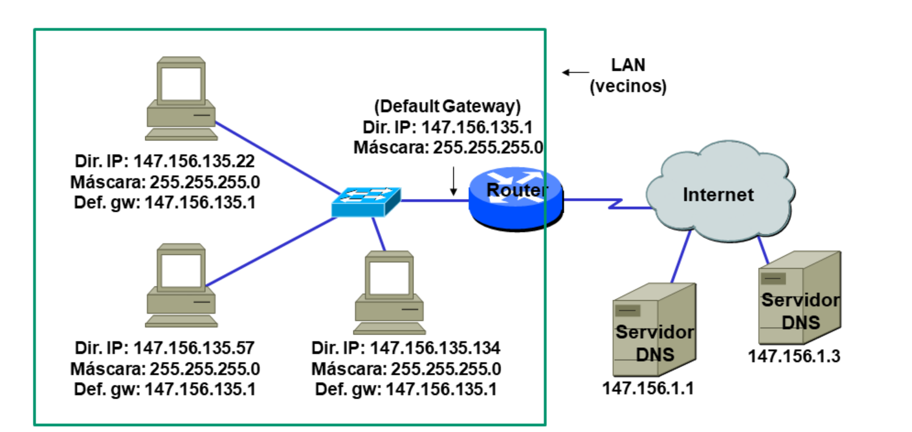 LAN
(vecinos)
(Default Gateway)
Dir. IP: 147.156.135.1
Máscara: 255.255.255.0
Dir. IP: 147.156.135.22
Máscara: 255.255.255.0
Def. gw: 147.156.135.1
Router
Internet
Dir. IP: 147.156.135.57
Máscara: 255.255.255.0
Def. gw: 147.156.135.1
Dir. IP: 147.156.135.134
Máscara: 255.255.255.0
Def. gw: 147.156.135.1
Servidor
DNS
147.156.1.1
Servidor
DNS
147.156.1.3